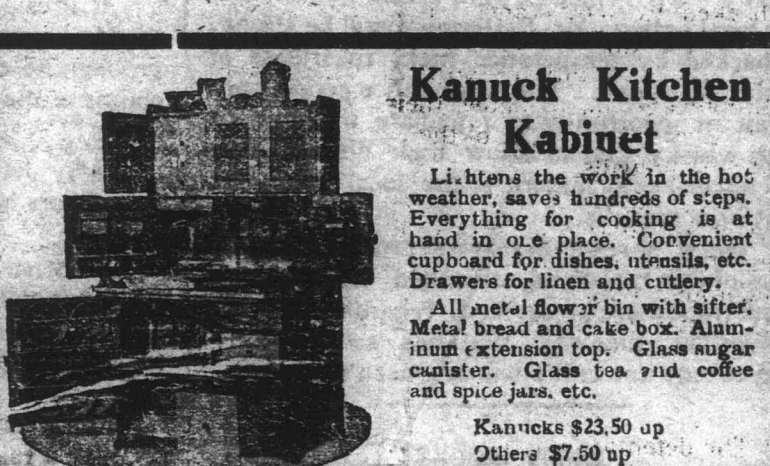 Kanuck Kitchen
Kabinet
Lightens the work in the hot
weather, saves hundreds of steps.
Everything for cooking is at
hand in one place. Convenient
cupboard for dishes, utensils, etc.
Drawers for linen and cutlery.
All metal flower bin with sifter.
Metal bread and cake box. Alum-
inum extension top. Glass sugar
canister. Glass tea and coffee
and spice jars. etc.
Kanucks $23.50 up
Others $7.50 up